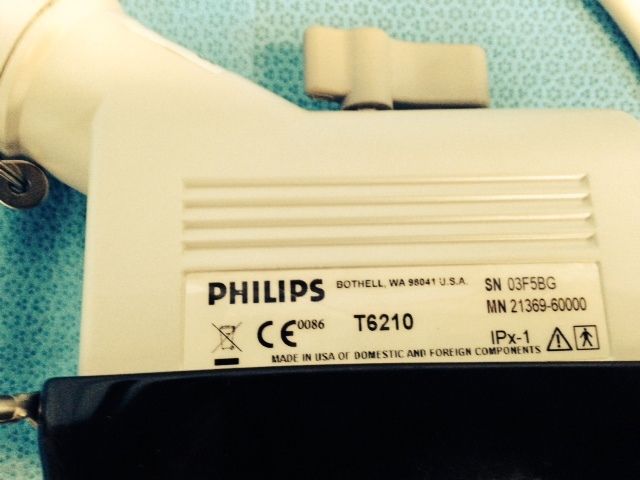 PHILIPS BOTHELL, WA 98041 U.S.A. SN 03F5BG
MN 21369-60000
CE0086 T6210 IPx-1
MADE IN USA OF DOMESTIC AND FOREIGN COMPONENTS